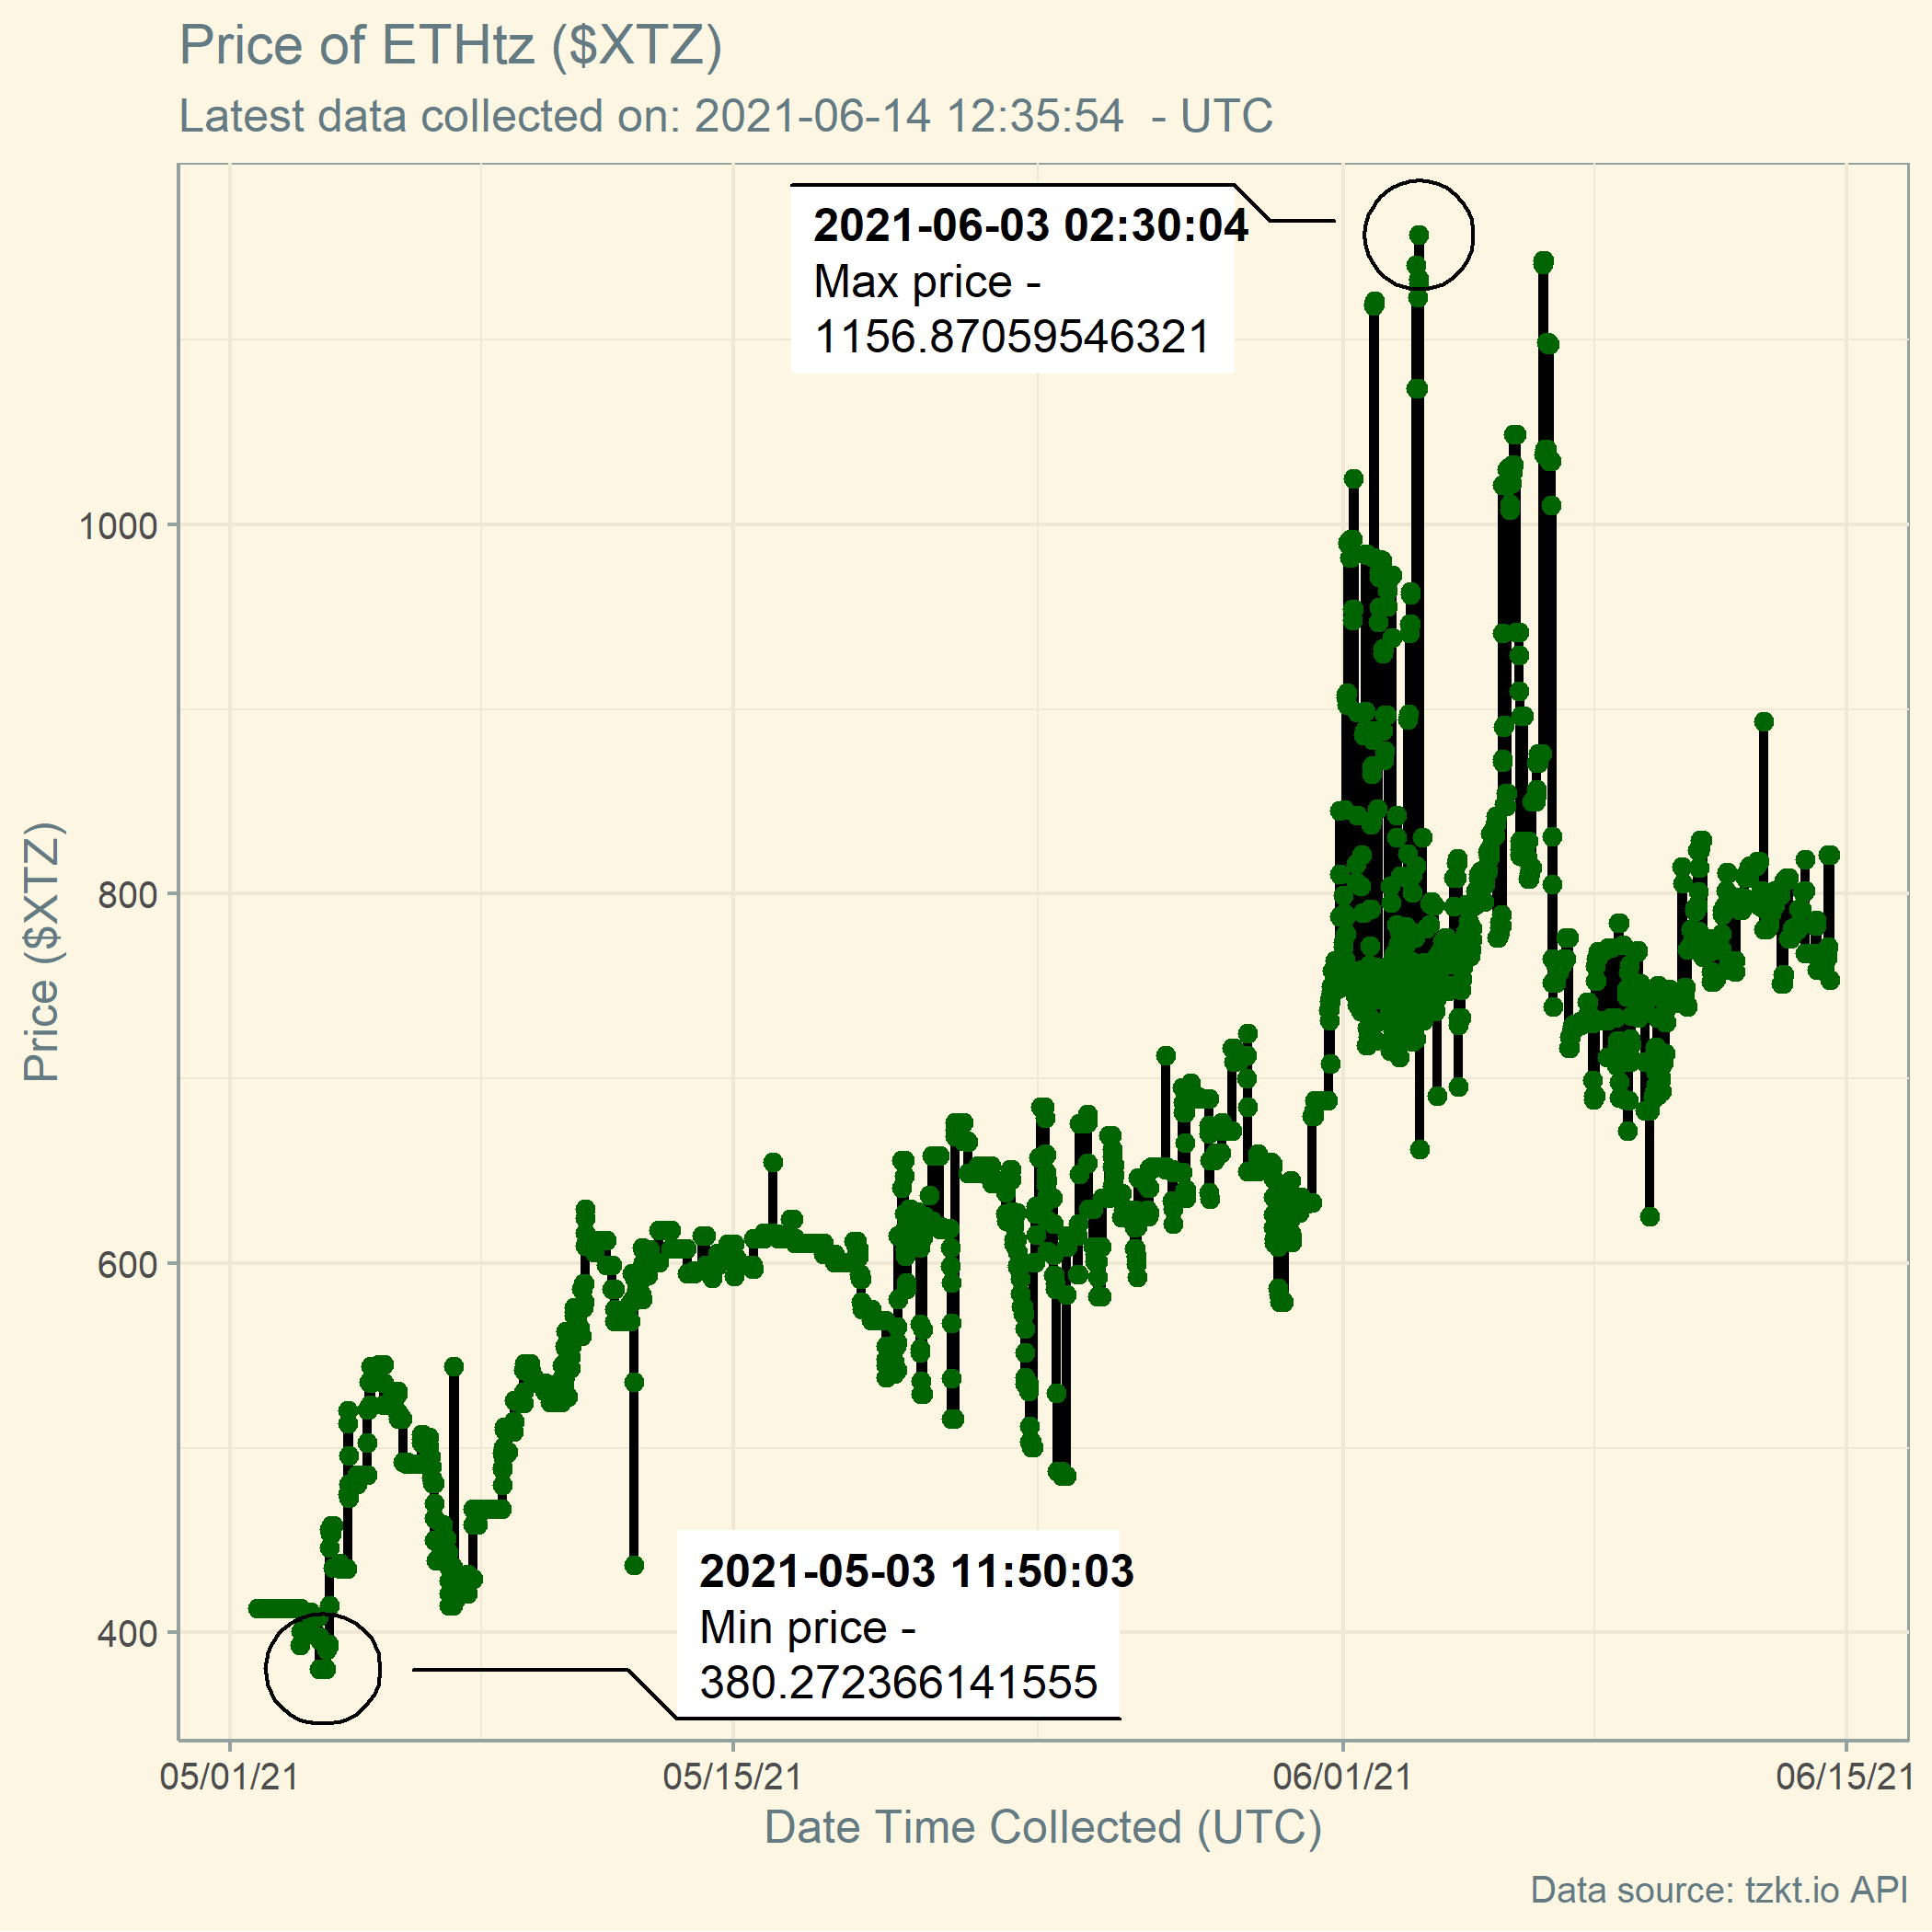 Price of ETHtz ($XTZ)
Latest data collected on: 2021-06-14 12:35:54  - UTC
2021-06-03 02:30:04
Max price -
1156.87059546321
1000
800
600
400
Price ($XTZ)
2021-05-03 11:50:03
Min price -
380.272366141555
05/01/21
05/15/21
06/01/21
06/15/21
Date Time Collected (UTC)
Data source: tzkt.io API